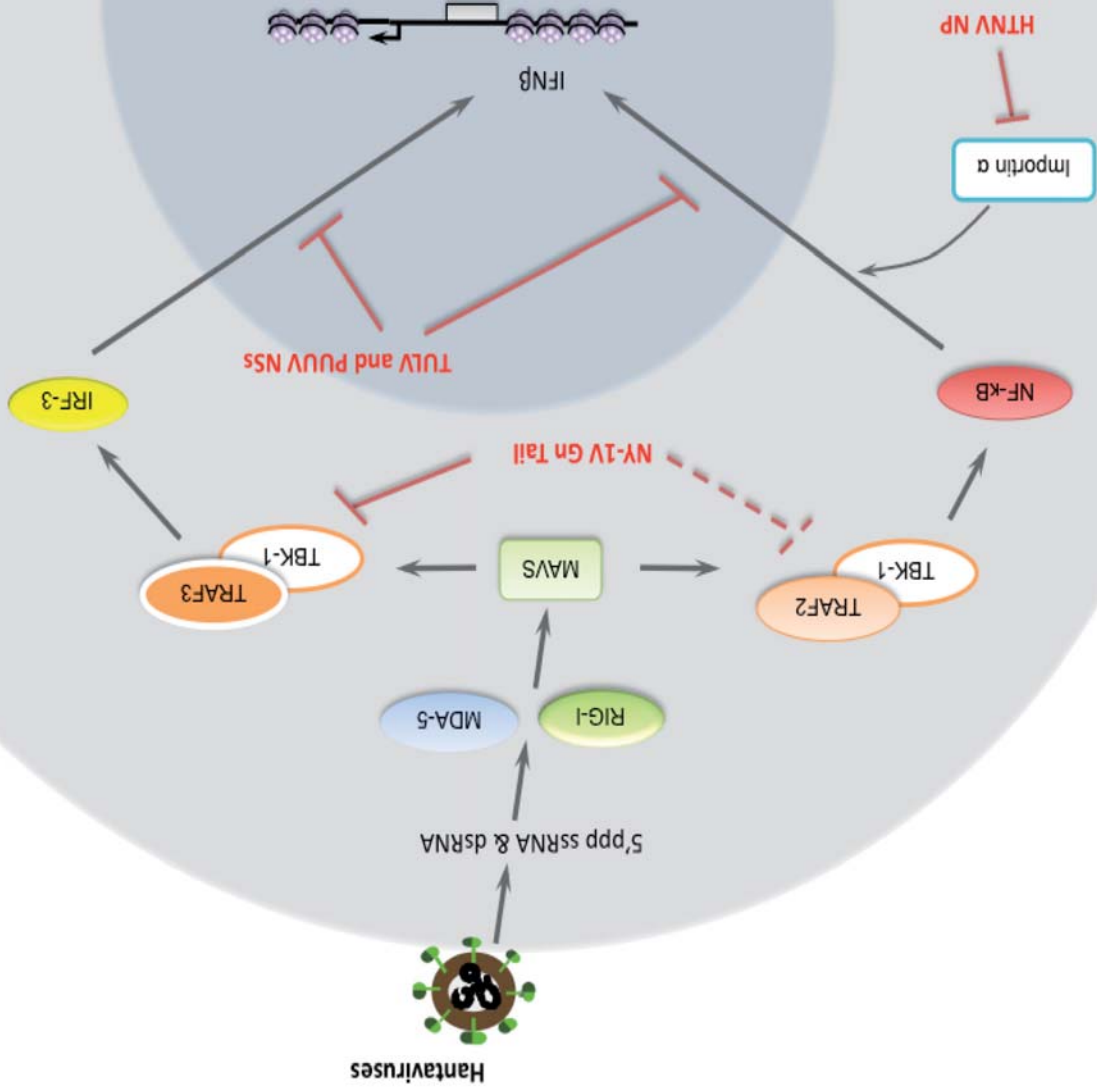 Hantaviruses
5'ppp ssRNA & dsRNA
RIG-I
MDA-5
MAVS
TRAF2
TBK-1
TRAF3
TBK-1
NY-1V Gn Tail
NF-kB
IRF-3
TULV and PUUV NSs
Importin α
HTNV NP
IFNβ